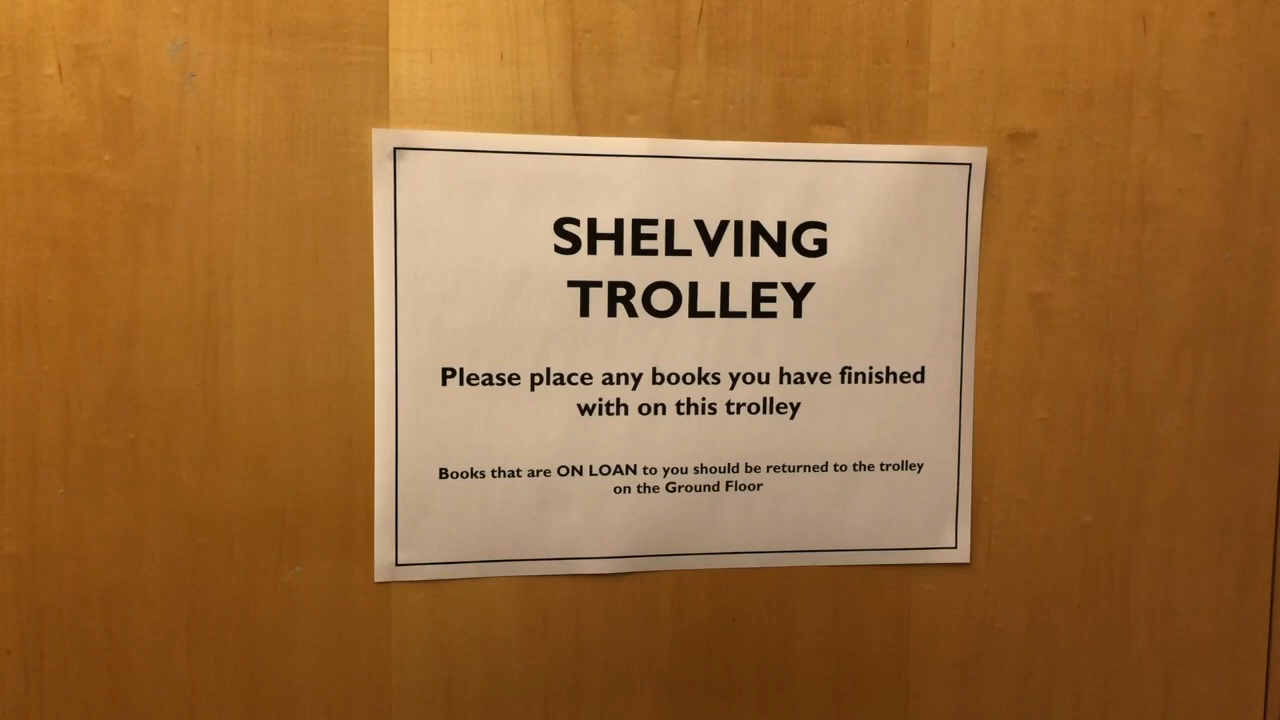 SHELVING
TROLLEY
Please place any books you have finished
with on this trolley
Books that are ON LOAN to you should be returned to the trolley
on the Ground Floor